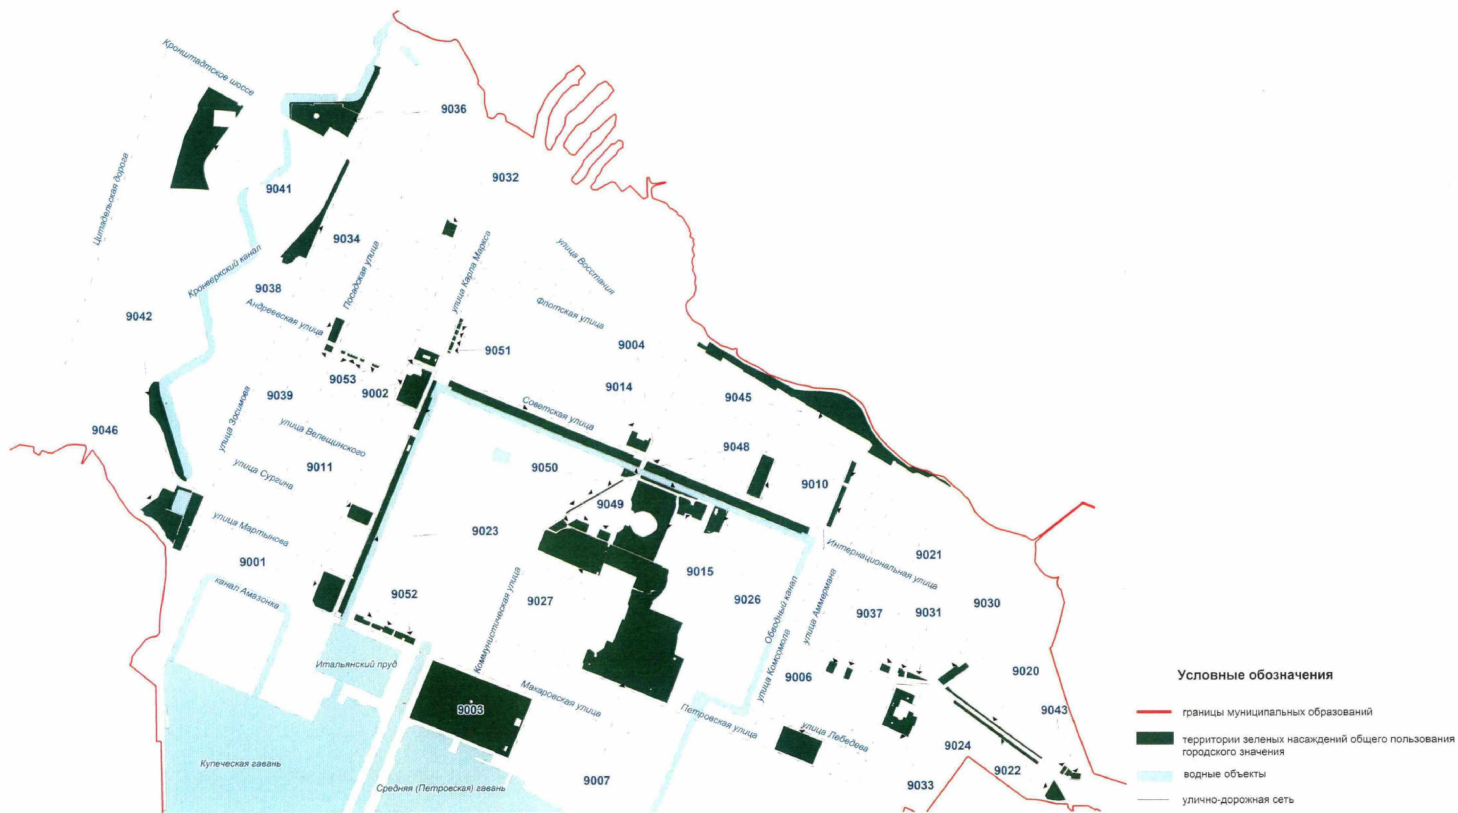 Кронштадтское шоссе
9036
Цитадельская дорога
9041
9032
9034
Посадская улица
улица Карла Маркса
улица Восстания
Кронверкский канал
9038
Андреевская улица
Флотская улица
9042
9004
9051
9053
9002
9014
9045
9039
улица Зосимова
Советская улица
9046
улица Велещинского
9048
9011
9050
9010
улица Сургина
9049
улица Мартынова
9023
9001
Интернациональная улица
9021
канал Амазонка
9052
Коммунистическая улица
9027
9015
9026
Обводный канал
улица Аммермана
9037
9031
9030
Итальянский пруд
улица Комсомола
9006
9020
9003
Макаровская улица
Петровская улица
улица Лебедева
9043
9024
9022
9033
9007
Купеческая гавань
Средняя (Петровская) гавань
Условные обозначения
границы муниципальных образований
территории зеленых насаждений общего пользования
городского значения
водные объекты
улично-дорожная сеть